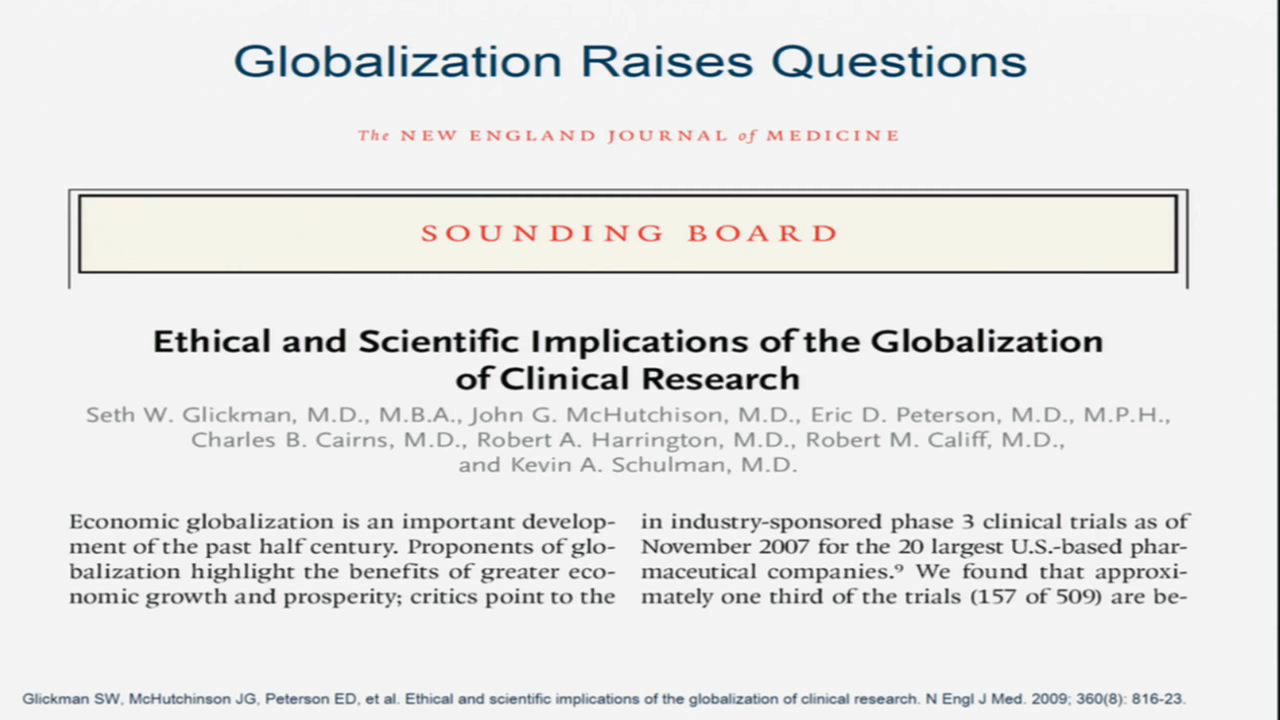 Globalization Raises Questions
The NEW ENGLAND JOURNAL of MEDICINE
SOUNDING BOARD
Ethical and Scientific Implications of the Globalization
of Clinical Research
Seth W. Glickman, M.D., M.B.A., John G. McHutchison, M.D., Eric D. Peterson, M.D., M.P.H.,
Charles B. Cairns, M.D., Robert A. Harrington, M.D., Robert M. Califf, M.D.,
and Kevin A. Schulman, M.D.
Economic globalization is an important develop-
ment of the past half century. Proponents of glo-
balization highlight the benefits of greater eco-
nomic growth and prosperity; critics point to the
in industry-sponsored phase 3 clinical trials as of
November 2007 for the 20 largest U.S.-based phar-
maceutical companies.⁹ We found that approxi-
mately one third of the trials (157 of 509) are be-
Glickman SW, McHutchinson JG, Peterson ED, et al. Ethical and scientific implications of the globalization of clinical research. N Engl J Med. 2009; 360(8): 816-23.